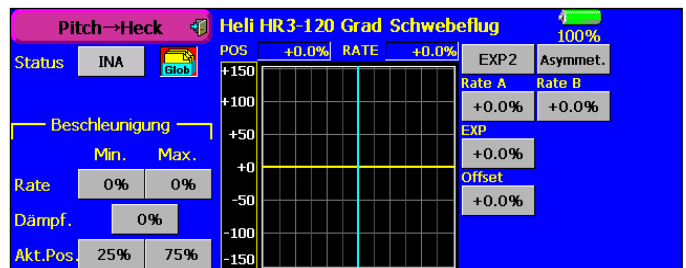 Pitch→Heck
Heli HR3-120 Grad Schwebeflug
100%
Status INA Glob
POS +0.0% RATE +0.0%
EXP2 Asymmet.
Rate A Rate B
+0.0% +0.0%
EXP
+0.0%
Offset
+0.0%
+150
+100
+50
+0
-50
-100
-150
Beschleunigung
Min. Max.
Rate 0% 0%
Dämpf. 0%
Akt.Pos. 25% 75%